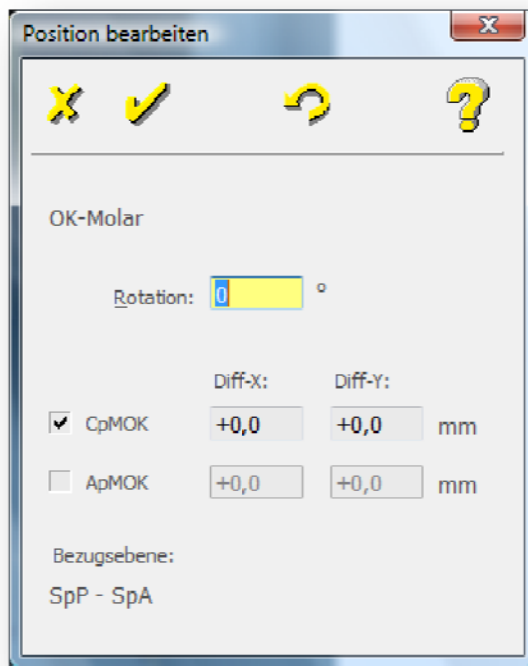 Position bearbeiten
OK-Molar
Rotation: 0 °
Diff-X: Diff-Y:
CpMOK +0,0 +0,0 mm
ApMOK +0,0 +0,0 mm
Bezugsebene:
SpP - SpA